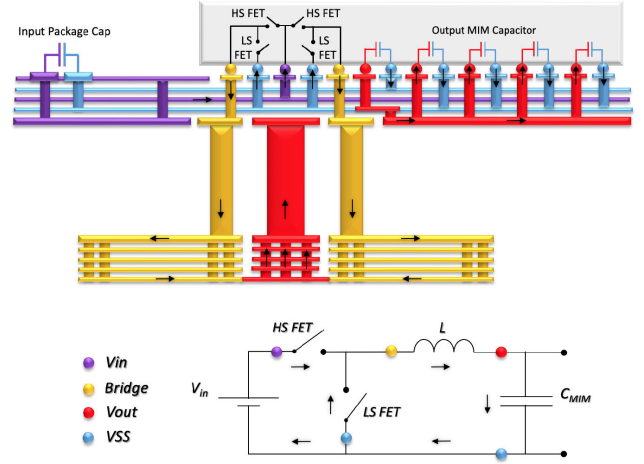 HS FET
HS FET
Input Package Cap
Output MIM Capacitor
LS
FET
LS
FET
HS FET
L
Vin
Bridge
Vout
VSS
Vin
LS FET
CMIM